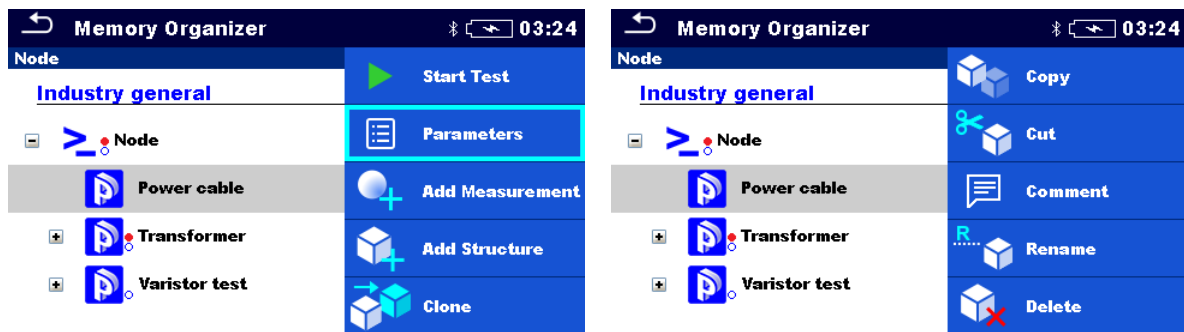 Memory Organizer 03:24
Node
Industry general
Node
Power cable
Transformer
Varistor test
Start Test
Parameters
Add Measurement
Add Structure
Clone
Memory Organizer 03:24
Node
Industry general
Node
Power cable
Transformer
Varistor test
Copy
Cut
Comment
R
Rename
Delete